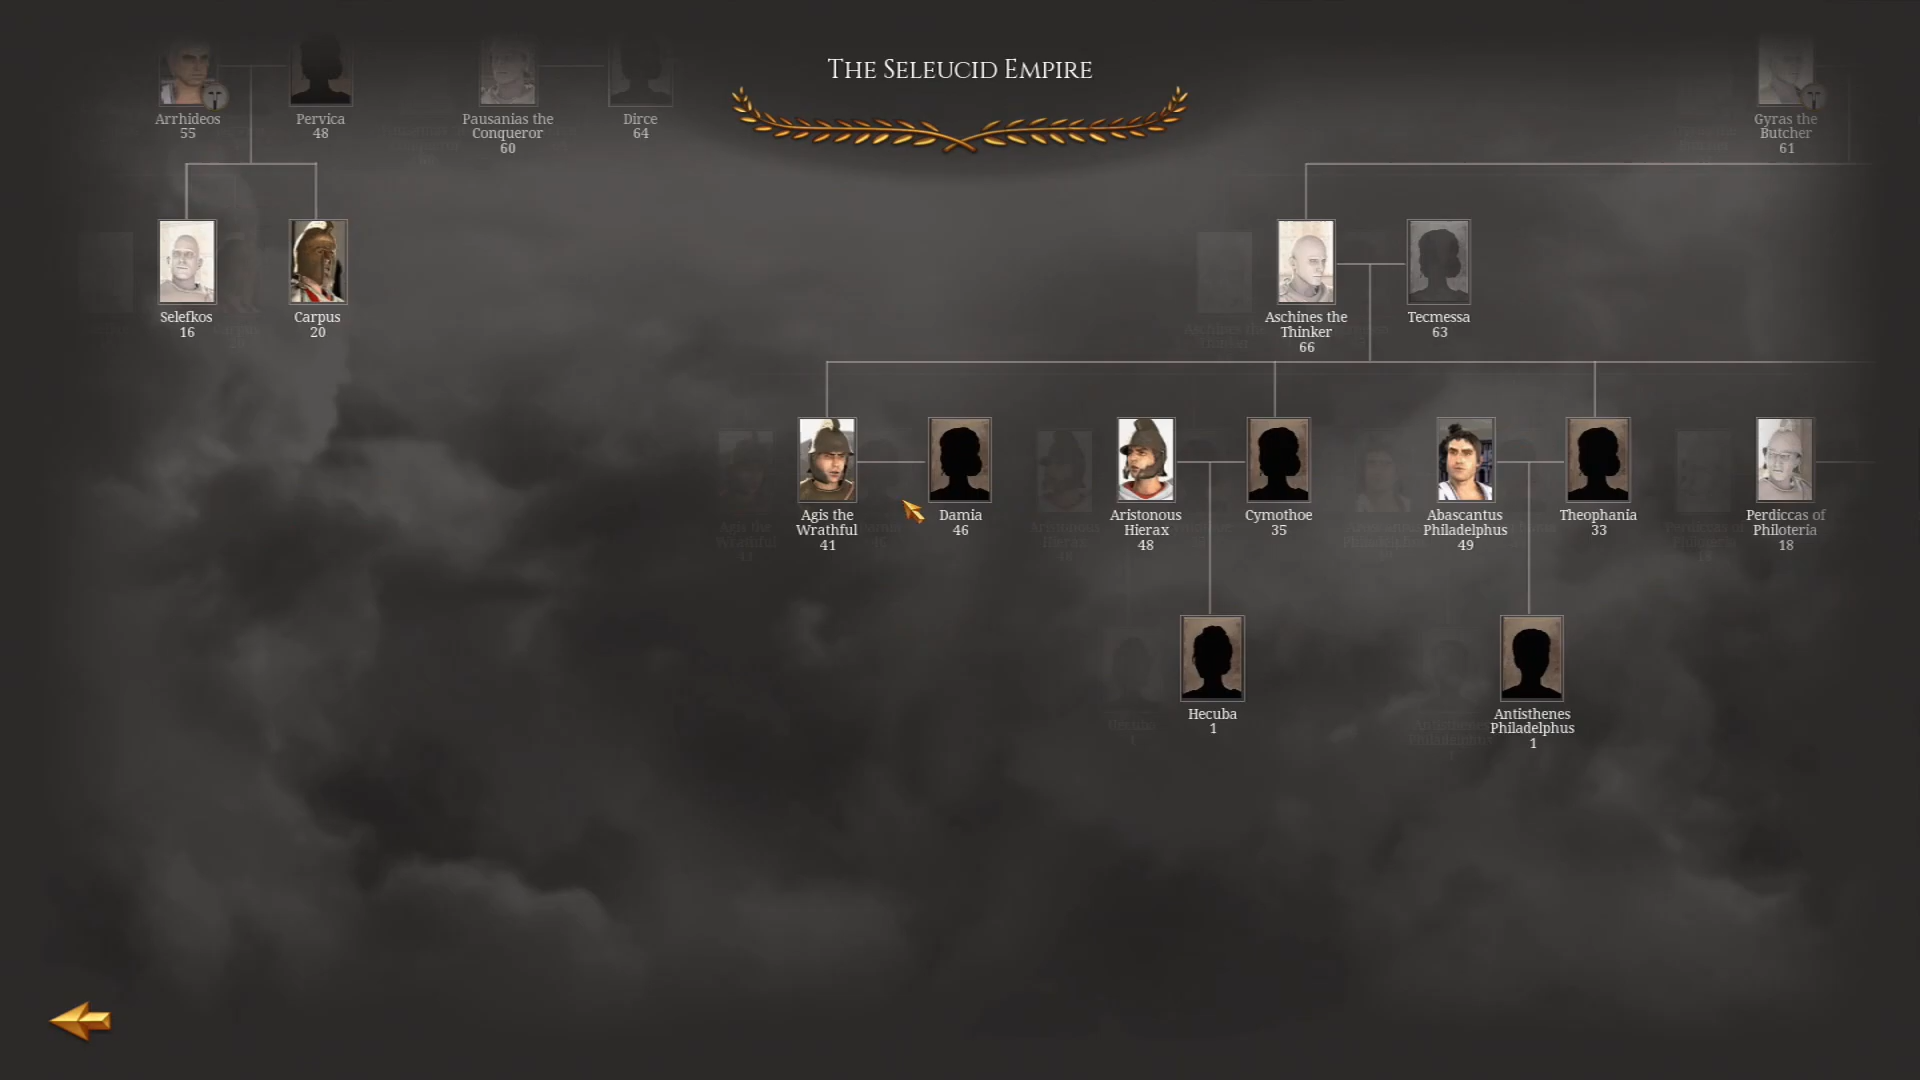 The Seleucid Empire
Arrhideos
55
Pervica
48
Pausanias the
Conqueror
60
Dirce
64
Gyras the
Butcher
61
Selefkos
16
Carpus
20
Aschines the
Thinker
66
Tecmessa
63
Agis the
Wrathful
41
Damia
46
Aristonous
Hierax
48
Cymothoe
35
Abascantus
Philadelphus
49
Theophania
33
Perdiccas of
Philoteria
18
Hecuba
1
Antisthenes
Philadelphus
1